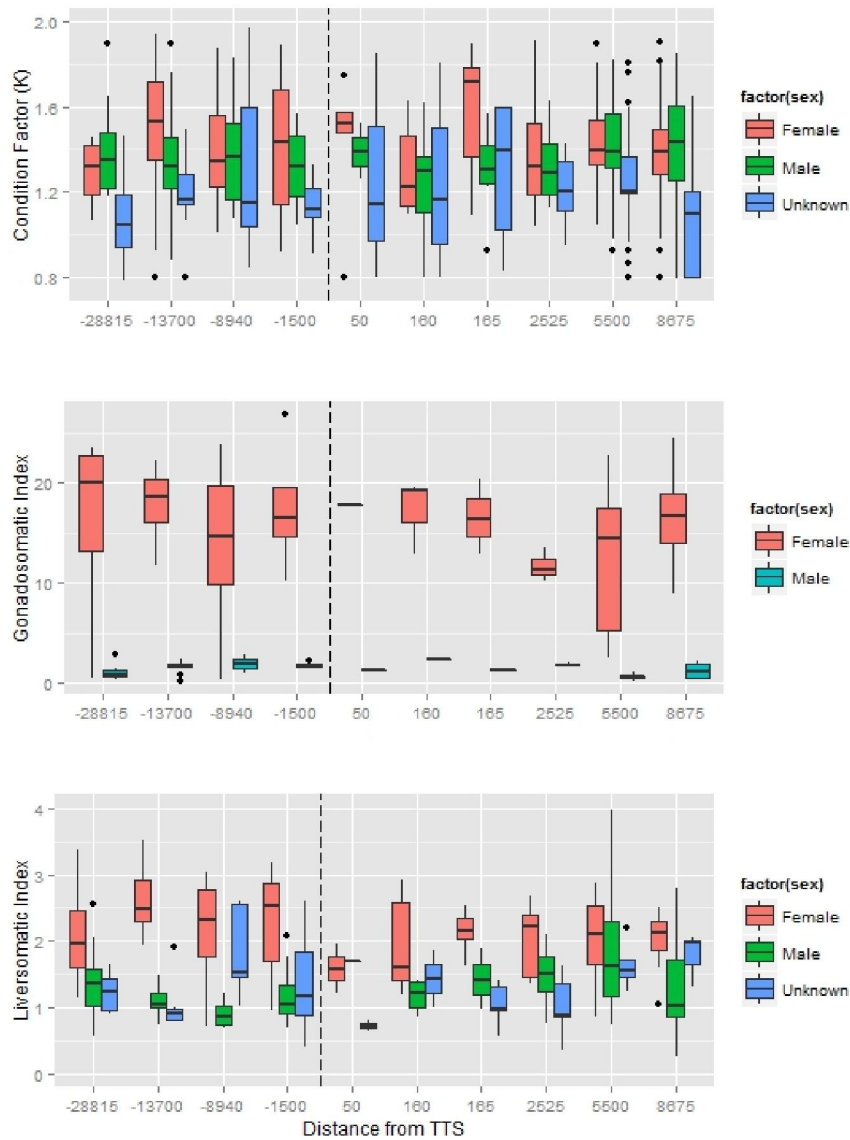 Condition Factor (K)
2.0
1.6
1.2
0.8
-28815 -13700 -8940 -1500 50 160 165 2525 5500 8675
factor(sex)
Female
Male
Unknown
Gonadosomatic Index
20
10
0
-28815 -13700 -8940 -1500 50 160 165 2525 5500 8675
factor(sex)
Female
Male
Liversomatic Index
4
3
2
1
0
-28815 -13700 -8940 -1500 50 160 165 2525 5500 8675
Distance from TTS
factor(sex)
Female
Male
Unknown